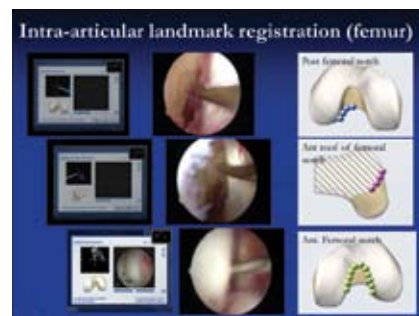 Intra-articular landmark registration (femur)
Post femoral notch
Ant roof of femoral
notch
Ant. Femoral notch